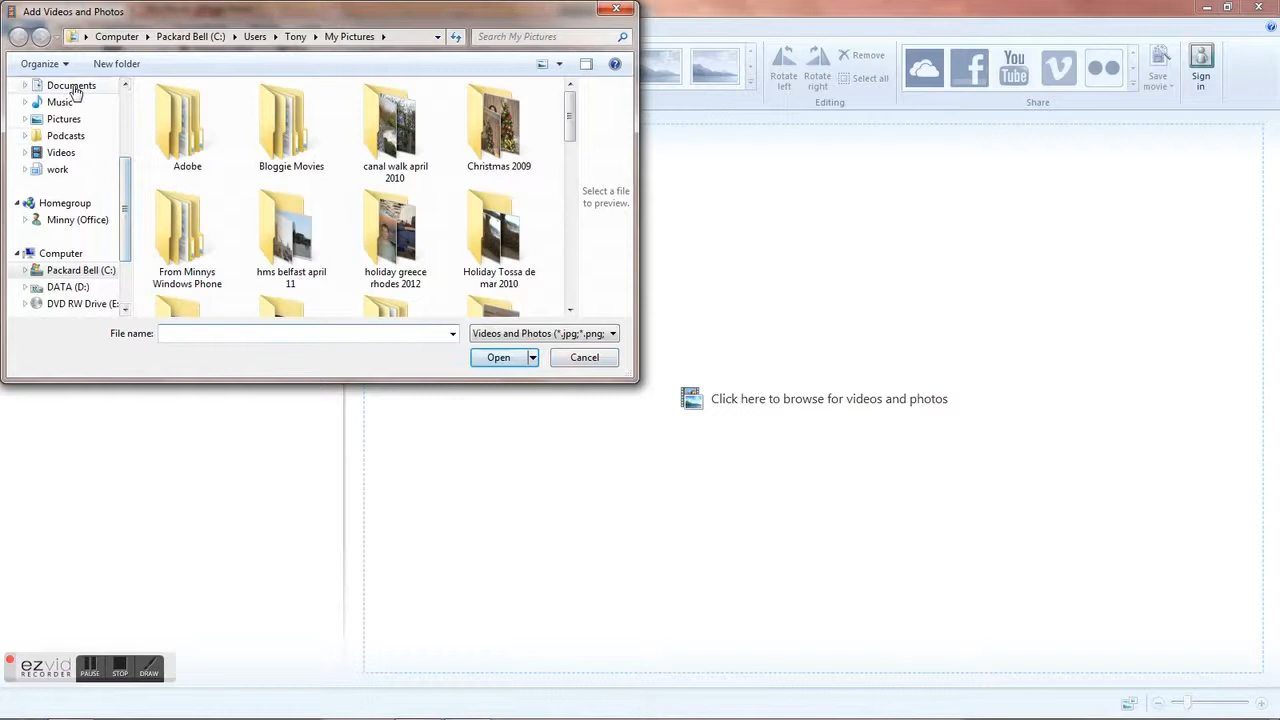 Add Videos and Photos
Computer Packard Bell (C:) Users Tony My Pictures
Search My Pictures
Organize New folder
Documents
Music
Pictures
Podcasts
Videos
work
Homegroup
Minny (Office)
Computer
Packard Bell (C:)
DATA (D:)
DVD RW Drive (E:
Adobe
Bloggie Movies
canal walk april
2010
Christmas 2009
From Minnys
Windows Phone
hms belfast april
11
holiday greece
rhodes 2012
Holiday Tossa de
mar 2010
Select a file
to preview.
File name:
Videos and Photos (*.jpg;*.png;
Open
Cancel
Rotate
left
Rotate
right
Remove
Select all
Editing
You
Tube
Share
Save
movie
Sign
in
Click here to browse for videos and photos
ezvid
RECORDER
PAUSE
STOP
DRAW